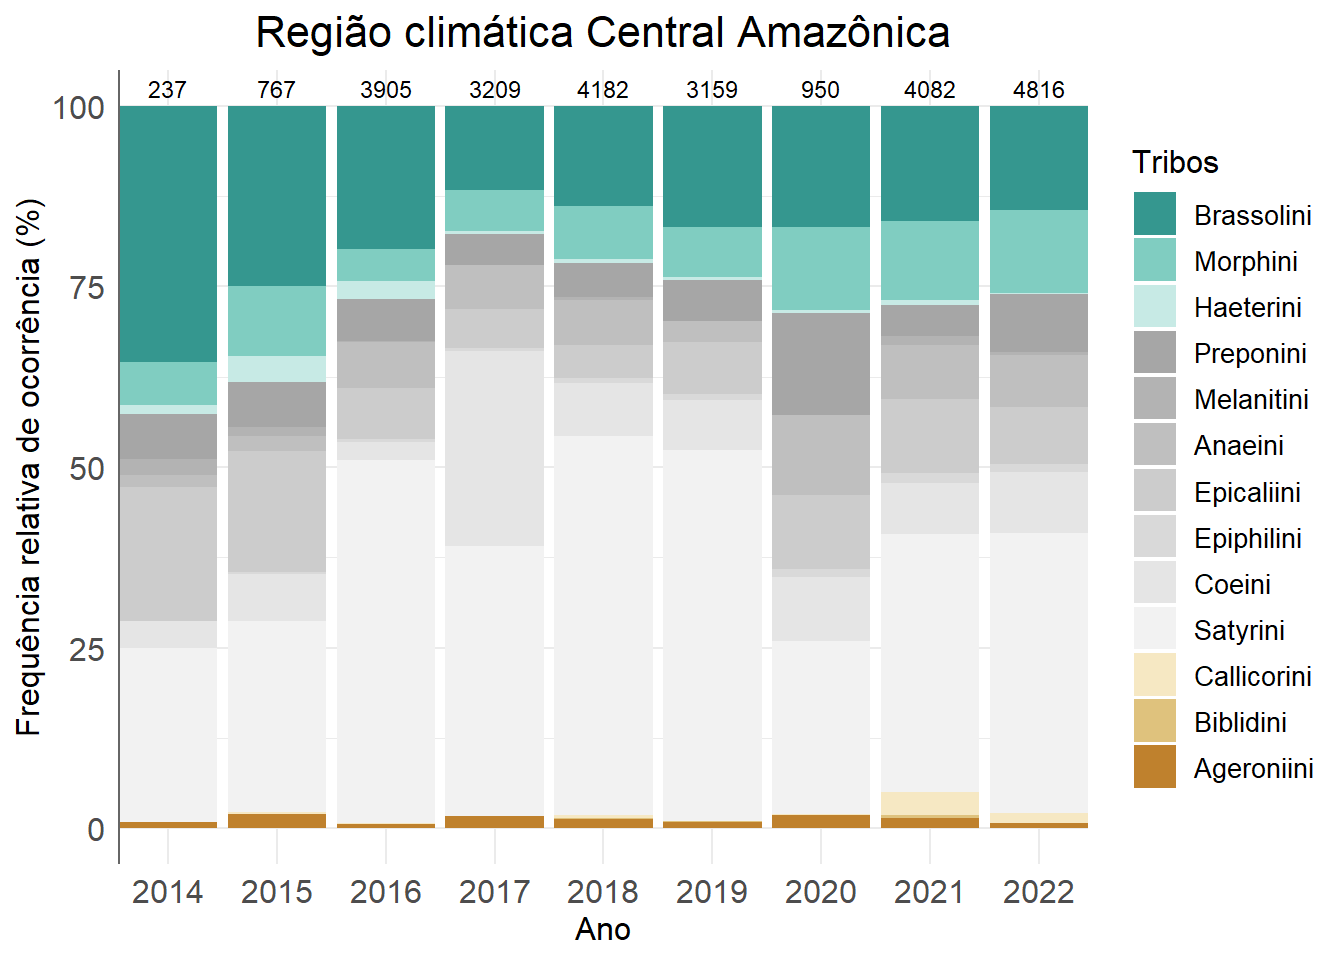 Região climática Central Amazônica
237 767 3905 3209 4182 3159 950 4082 4816
Frequência relativa de ocorrência (%)
100
75
50
25
0
2014 2015 2016 2017 2018 2019 2020 2021 2022
Ano
Tribos
Brassolini
Morphini
Haeterini
Preponini
Melanitini
Anaeini
Epicaliini
Epiphilini
Coeini
Satyrini
Callicorini
Biblidini
Ageroniini